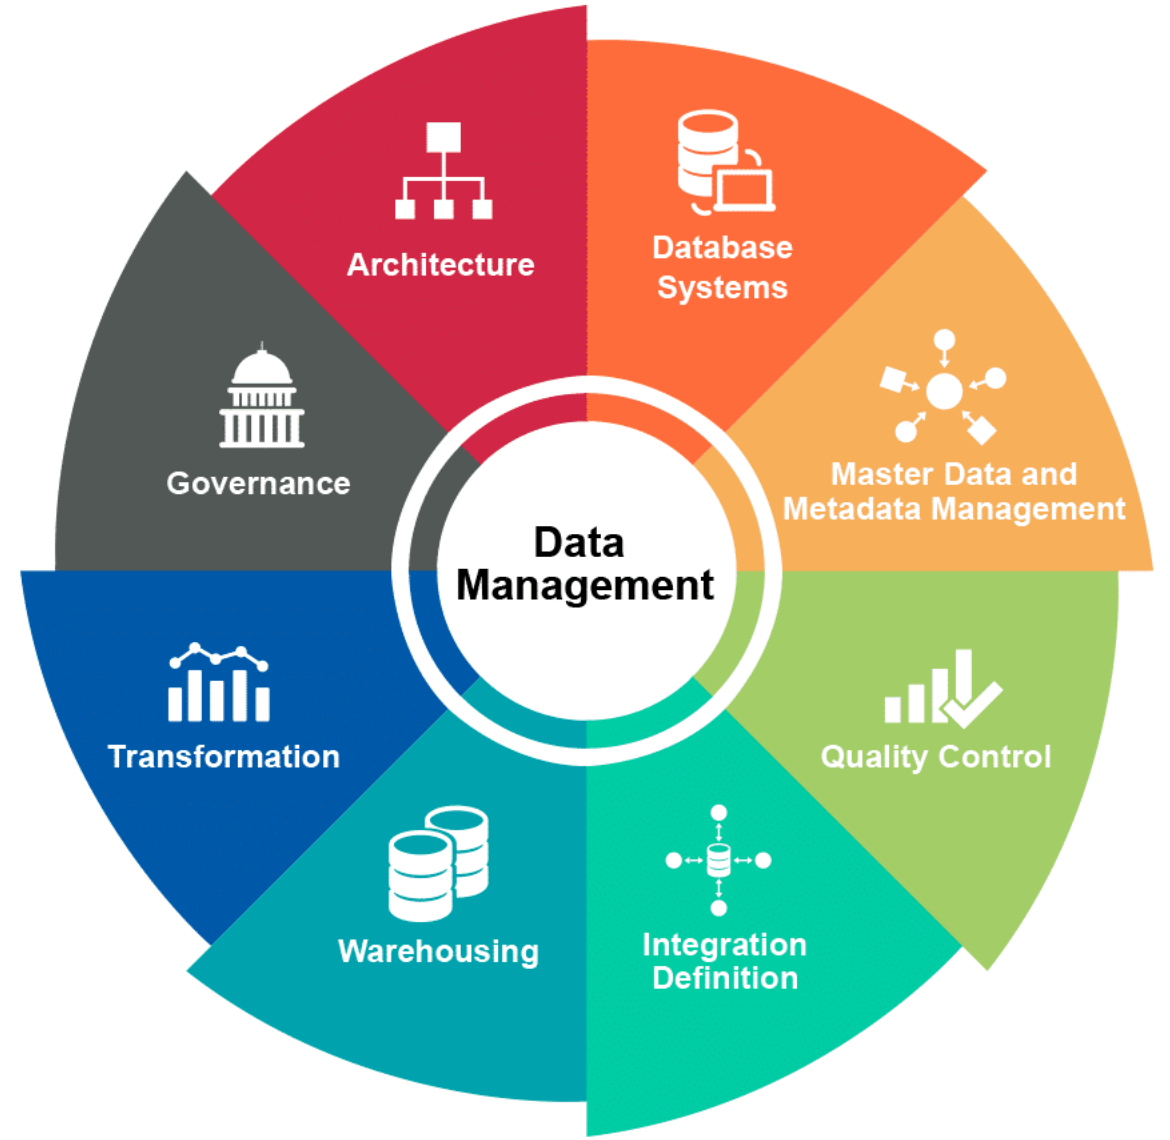 Architecture
Database
Systems
Governance
Master Data and
Metadata Management
Data
Management
Transformation
Quality Control
Warehousing
Integration
Definition